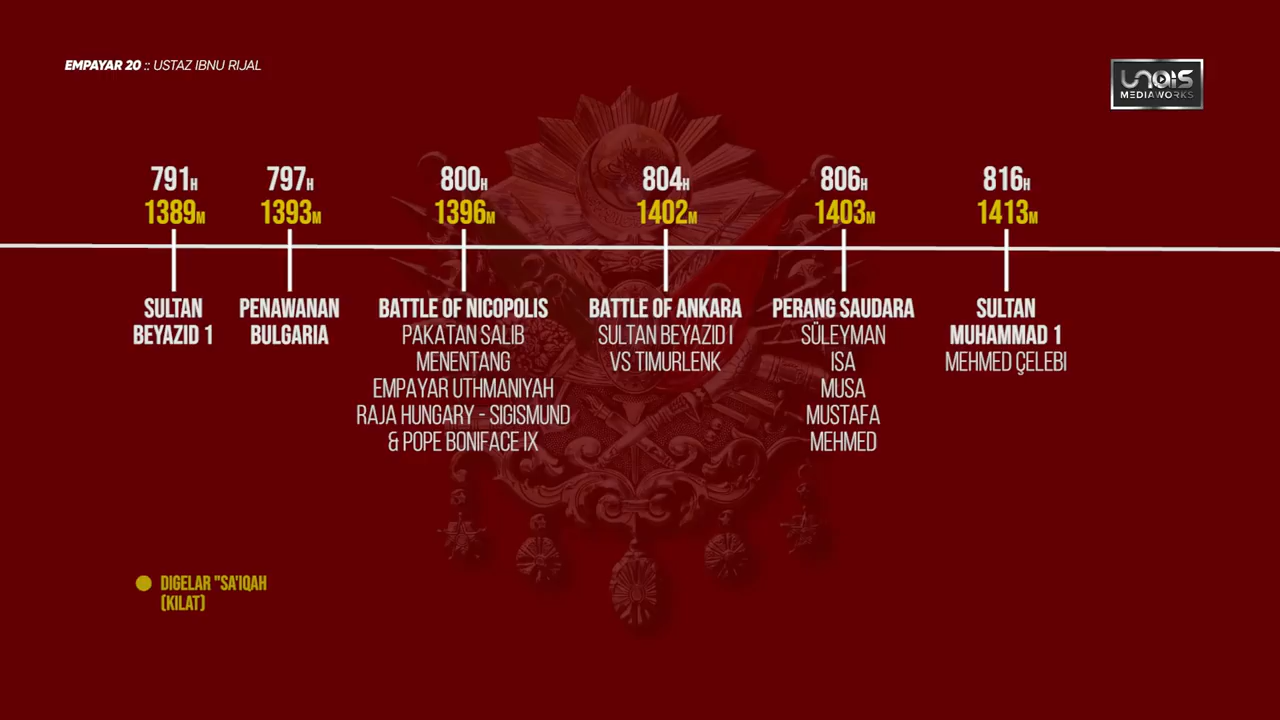 EMPAYAR 20 :: USTAZ IBNU RIJAL
UNAIS
MEDIAWORKS
791H
1389M
SULTAN
BEYAZID 1
797H
1393M
PENAWANAN
BULGARIA
800H
1396M
BATTLE OF NICOPOLIS
PAKATAN SALIB
MENENTANG
EMPAYAR UTHMANIYAH
RAJA HUNGARY - SIGISMUND
& POPE BONIFACE IX
804H
1402M
BATTLE OF ANKARA
SULTAN BEYAZID I
VS TIMURLENK
806H
1403M
PERANG SAUDARA
SÜLEYMAN
ISA
MUSA
MUSTAFA
MEHMED
816H
1413M
SULTAN
MUHAMMAD 1
MEHMED ÇELEBI
DIGELAR "SA'IQAH
(KILAT)